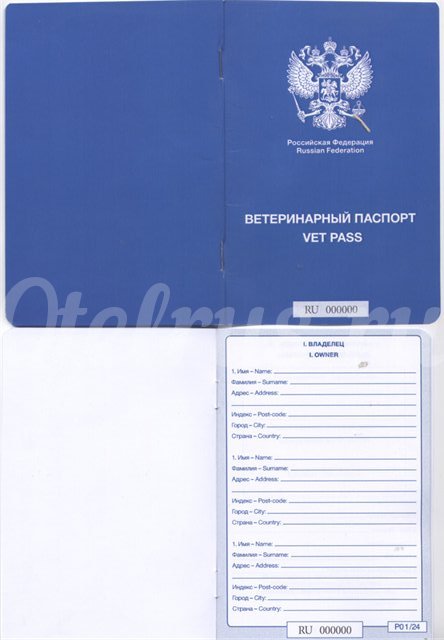 Российская Федерация
Russian Federation
ВЕТЕРИНАРНЫЙ ПАСПОРТ
VET PASS
RU 000000
I. ВЛАДЕЛЕЦ
I. OWNER
1. Имя – Name:
Фамилия – Surname:
Адрес – Address:
Индекс – Post-code:
Город – City:
Страна – Country:
1. Имя – Name:
Фамилия – Surname:
Адрес – Address:
Индекс – Post-code:
Город – City:
Страна – Country:
1. Имя – Name:
Фамилия – Surname:
Адрес – Address:
Индекс – Post-code:
Город – City:
Страна – Country:
RU 000000
P01/24